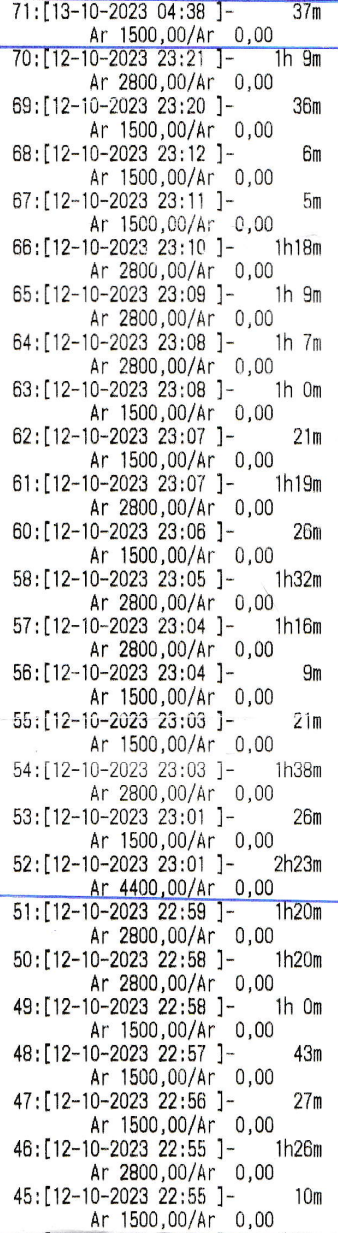 71:[13-10-2023 04:38 ]- 37m
Ar 1500,00/Ar 0,00
70:[12-10-2023 23:21 ]- 1h 9m
Ar 2800,00/Ar 0,00
69:[12-10-2023 23:20 ]- 36m
Ar 1500,00/Ar 0,00
68:[12-10-2023 23:12 ]- 6m
Ar 1500,00/Ar 0,00
67:[12-10-2023 23:11 ]- 5m
Ar 1500,00/Ar 0,00
66:[12-10-2023 23:10 ]- 1h18m
Ar 2800,00/Ar 0,00
65:[12-10-2023 23:09 ]- 1h 9m
Ar 2800,00/Ar 0,00
64:[12-10-2023 23:08 ]- 1h 7m
Ar 2800,00/Ar 0,00
63:[12-10-2023 23:08 ]- 1h 0m
Ar 1500,00/Ar 0,00
62:[12-10-2023 23:07 ]- 21m
Ar 1500,00/Ar 0,00
61:[12-10-2023 23:07 ]- 1h19m
Ar 2800,00/Ar 0,00
60:[12-10-2023 23:06 ]- 26m
Ar 1500,00/Ar 0,00
58:[12-10-2023 23:05 ]- 1h32m
Ar 2800,00/Ar 0,00
57:[12-10-2023 23:04 ]- 1h16m
Ar 2800,00/Ar 0,00
56:[12-10-2023 23:04 ]- 9m
Ar 1500,00/Ar 0,00
55:[12-10-2023 23:03 ]- 21m
Ar 1500,00/Ar 0,00
54:[12-10-2023 23:03 ]- 1h38m
Ar 2800,00/Ar 0,00
53:[12-10-2023 23:01 ]- 26m
Ar 1500,00/Ar 0,00
52:[12-10-2023 23:01 ]- 2h23m
Ar 4400,00/Ar 0,00
51:[12-10-2023 22:59 ]- 1h20m
Ar 2800,00/Ar 0,00
50:[12-10-2023 22:58 ]- 1h20m
Ar 2800,00/Ar 0,00
49:[12-10-2023 22:58 ]- 1h 0m
Ar 1500,00/Ar 0,00
48:[12-10-2023 22:57 ]- 43m
Ar 1500,00/Ar 0,00
47:[12-10-2023 22:56 ]- 27m
Ar 1500,00/Ar 0,00
46:[12-10-2023 22:55 ]- 1h26m
Ar 2800,00/Ar 0,00
45:[12-10-2023 22:55 ]- 10m
Ar 1500,00/Ar 0,00